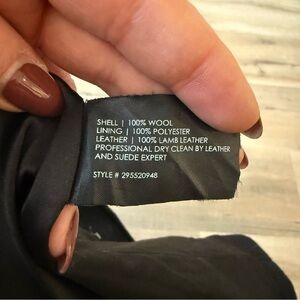 SHELL | 100% WOOL
LINING | 100% POLYESTER
LEATHER | 100% LAMB LEATHER
PROFESSIONAL DRY CLEAN BY LEATHER
AND SUEDE EXPERT
STYLE # 295520948